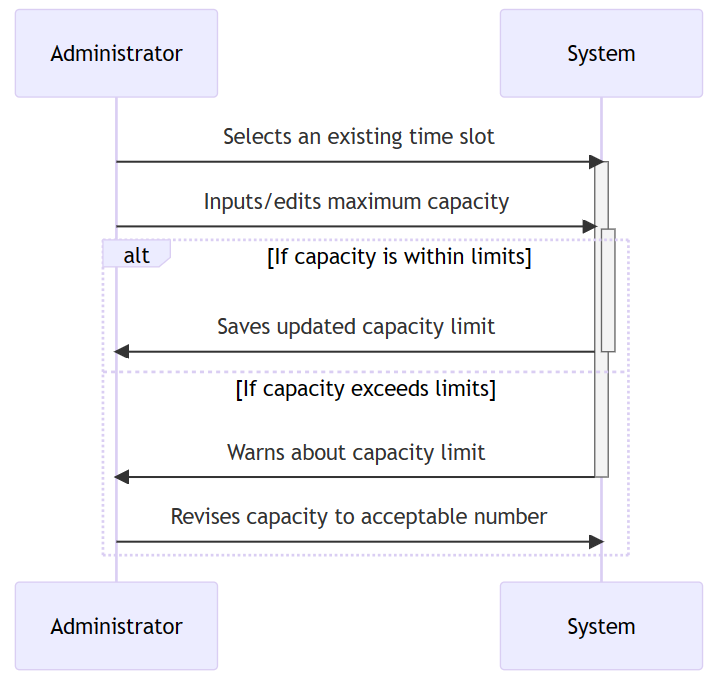 Administrator
System
Selects an existing time slot
Inputs/edits maximum capacity
alt
[If capacity is within limits]
Saves updated capacity limit
[If capacity exceeds limits]
Warns about capacity limit
Revises capacity to acceptable number
Administrator
System